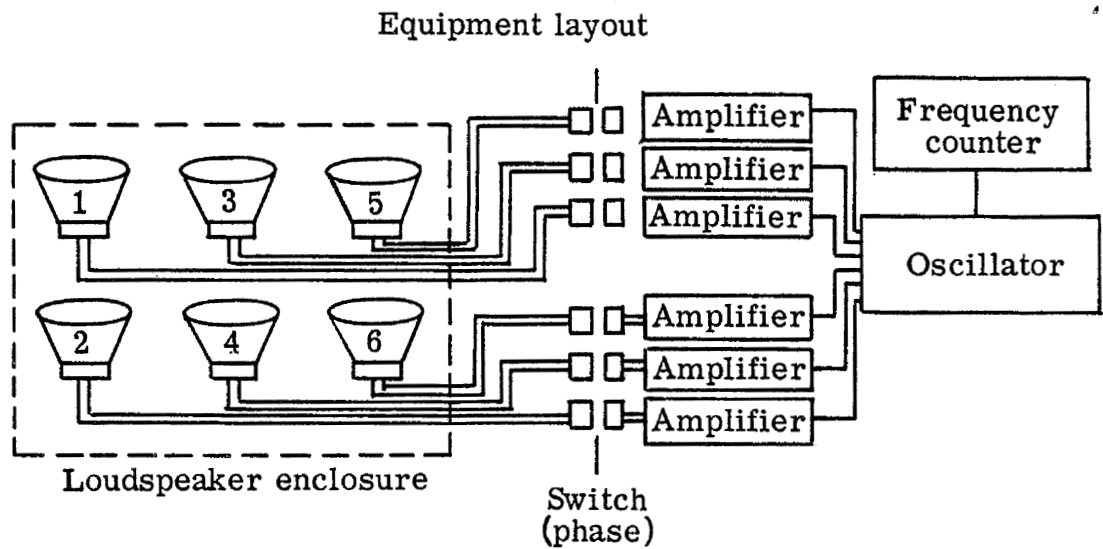 Equipment layout
Amplifier
Amplifier
Amplifier
Frequency
counter
1
3
5
Oscillator
2
4
6
Amplifier
Amplifier
Amplifier
Loudspeaker enclosure
Switch
(phase)